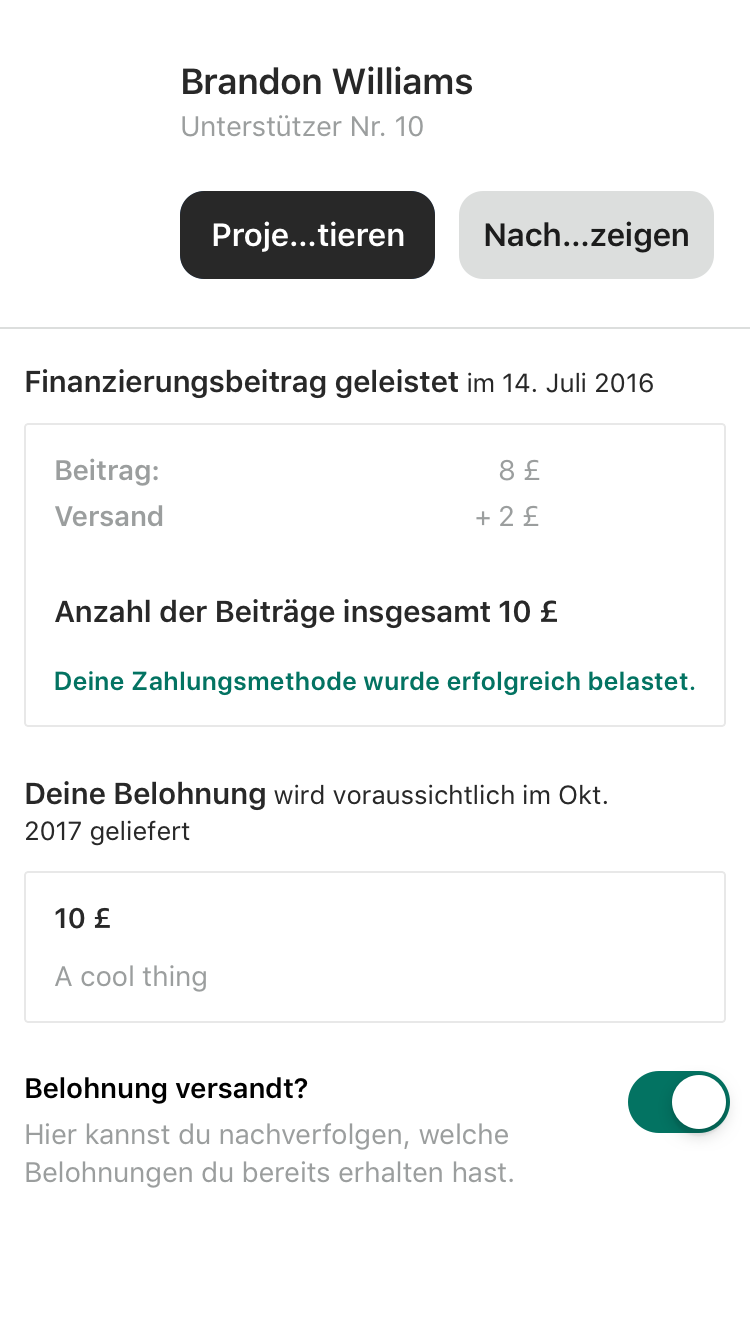 Brandon Williams
Unterstützer Nr. 10
Proje...tieren
Nach...zeigen
Finanzierungsbeitrag geleistet im 14. Juli 2016
Beitrag: 8 £
Versand + 2 £
Anzahl der Beiträge insgesamt 10 £
Deine Zahlungsmethode wurde erfolgreich belastet.
Deine Belohnung wird voraussichtlich im Okt.
2017 geliefert
10 £
A cool thing
Belohnung versandt?
Hier kannst du nachverfolgen, welche
Belohnungen du bereits erhalten hast.